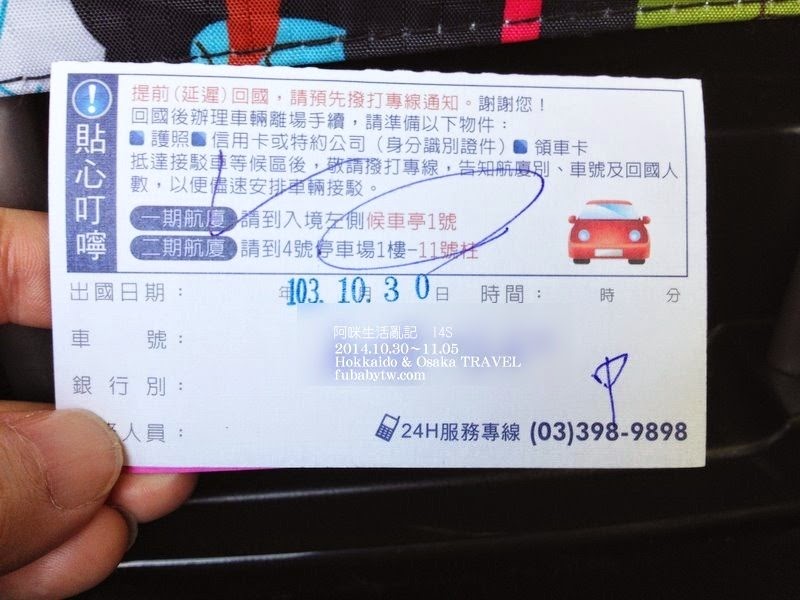 貼心叮嚀
提前(延遲)回國，請預先撥打專線通知。謝謝您！
回國後辦理車輛離場手續，請準備以下物件：
護照 信用卡或特約公司(身分識別證件) 領車卡
抵達接駁車等候區後，敬請撥打專線，告知航廈別、車號及回國人
數，以便儘速安排車輛接駁。
一期航廈 請到入境左側候車亭1號
二期航廈 請到4號停車場1樓-11號柱
出國日期： 年 103.10.30 日 時間： 時 分
車號：
阿咪生活亂記 14S
2014.10.30~11.05
Hokkaido & Osaka TRAVEL
fubabytw.com
銀行別：
人員：
24H服務專線 (03)398-9898